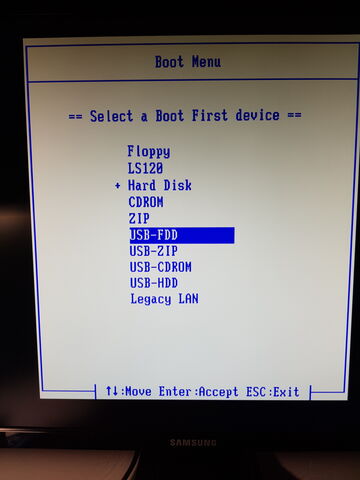 Boot Menu
== Select a Boot First device ==
Floppy
LS120
+ Hard Disk
CDROM
ZIP
USB-FDD
USB-ZIP
USB-CDROM
USB-HDD
Legacy LAN
↑↓:Move Enter:Accept ESC:Exit
SAMSUNG